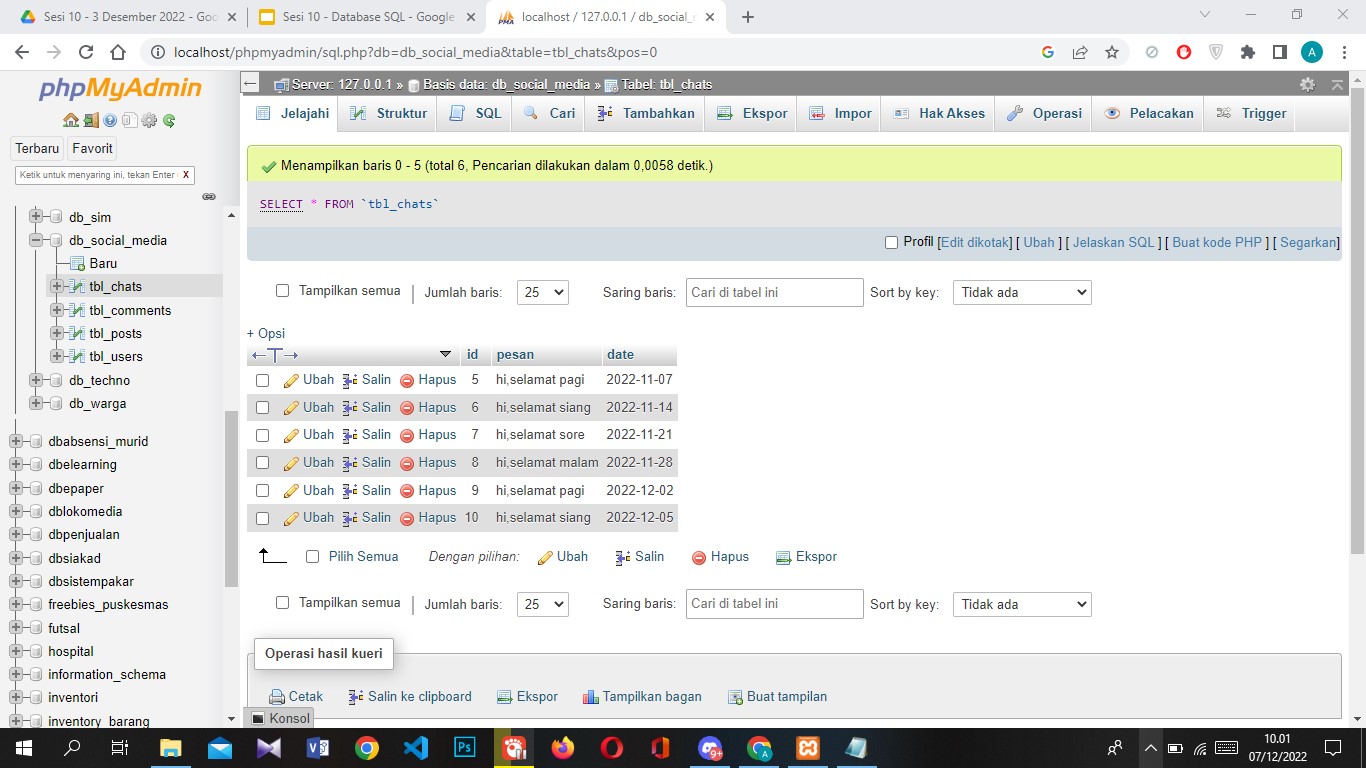 Sesi 10 - 3 Desember 2022 - Goo
Sesi 10 - Database SQL - Google
localhost / 127.0.0.1 / db_social_r
localhost/phpmyadmin/sql.php?db=db_social_media&table=tbl_chats&pos=0
A
phpMyAdmin
Terbaru Favorit
Ketik untuk menyaring ini, tekan Enter X
db_sim
db_social_media
Baru
tbl_chats
tbl_comments
tbl_posts
tbl_users
db_techno
db_warga
dbabsensi_murid
dbelearning
dbepaper
dblokomedia
dbpenjualan
dbsiakad
dbsistempakar
freebies_puskesmas
futsal
hospital
information_schema
inventori
inventory_barang
Server: 127.0.0.1 » Basis data: db_social_media » Tabel: tbl_chats
Jelajahi Struktur SQL Cari Tambahkan Ekspor Impor Hak Akses Operasi Pelacakan Trigger
Menampilkan baris 0 - 5 (total 6, Pencarian dilakukan dalam 0,0058 detik.)
SELECT * FROM `tbl_chats`
Profil [Edit dikotak] [ Ubah ] [ Jelaskan SQL ] [ Buat kode PHP ] [ Segarkan]
Tampilkan semua | Jumlah baris: 25 Saring baris: Cari di tabel ini Sort by key: Tidak ada
+ Opsi
←T→ id pesan date
Ubah Salin Hapus 5 hi,selamat pagi 2022-11-07
Ubah Salin Hapus 6 hi,selamat siang 2022-11-14
Ubah Salin Hapus 7 hi,selamat sore 2022-11-21
Ubah Salin Hapus 8 hi,selamat malam 2022-11-28
Ubah Salin Hapus 9 hi,selamat pagi 2022-12-02
Ubah Salin Hapus 10 hi,selamat siang 2022-12-05
Pilih Semua Dengan pilihan: Ubah Salin Hapus Ekspor
Tampilkan semua | Jumlah baris: 25 Saring baris: Cari di tabel ini Sort by key: Tidak ada
Operasi hasil kueri
Cetak Salin ke clipboard Ekspor Tampilkan bagan Buat tampilan
Konsol
10.01
07/12/2022